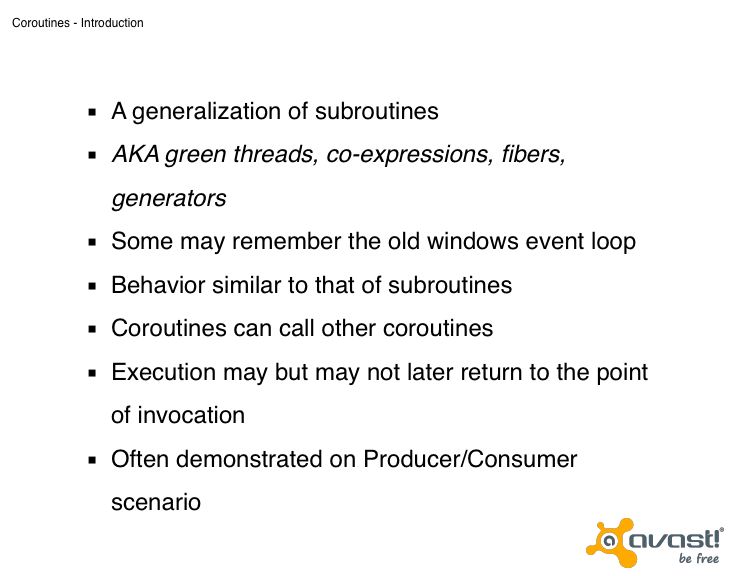 Coroutines - Introduction
A generalization of subroutines
AKA green threads, co-expressions, fibers,
generators
Some may remember the old windows event loop
Behavior similar to that of subroutines
Coroutines can call other coroutines
Execution may but may not later return to the point
of invocation
Often demonstrated on Producer/Consumer
scenario
a avast!®
be free